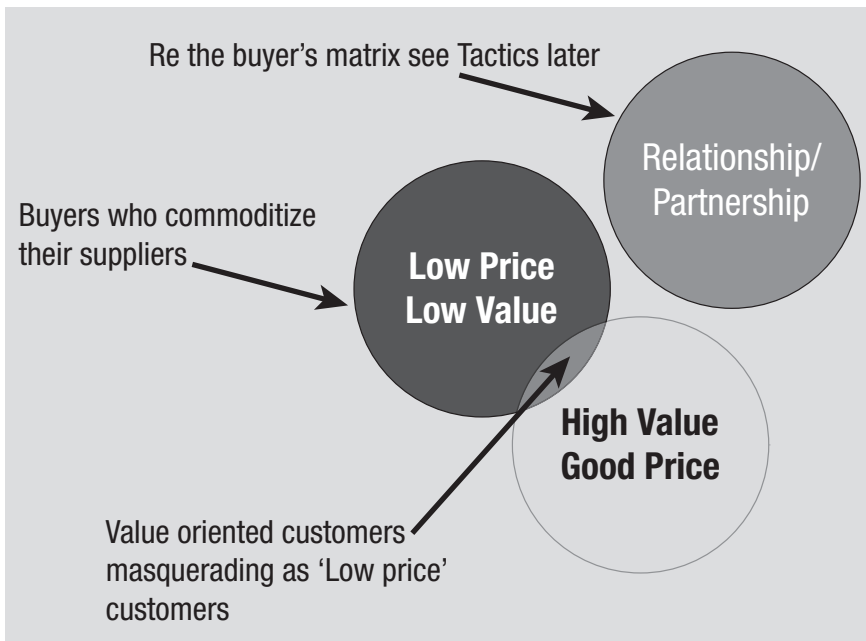 Re the buyer's matrix see Tactics later
Relationship/
Partnership
Buyers who commoditize
their suppliers
Low Price
Low Value
High Value
Good Price
Value oriented customers
masquerading as ‘Low price’
customers